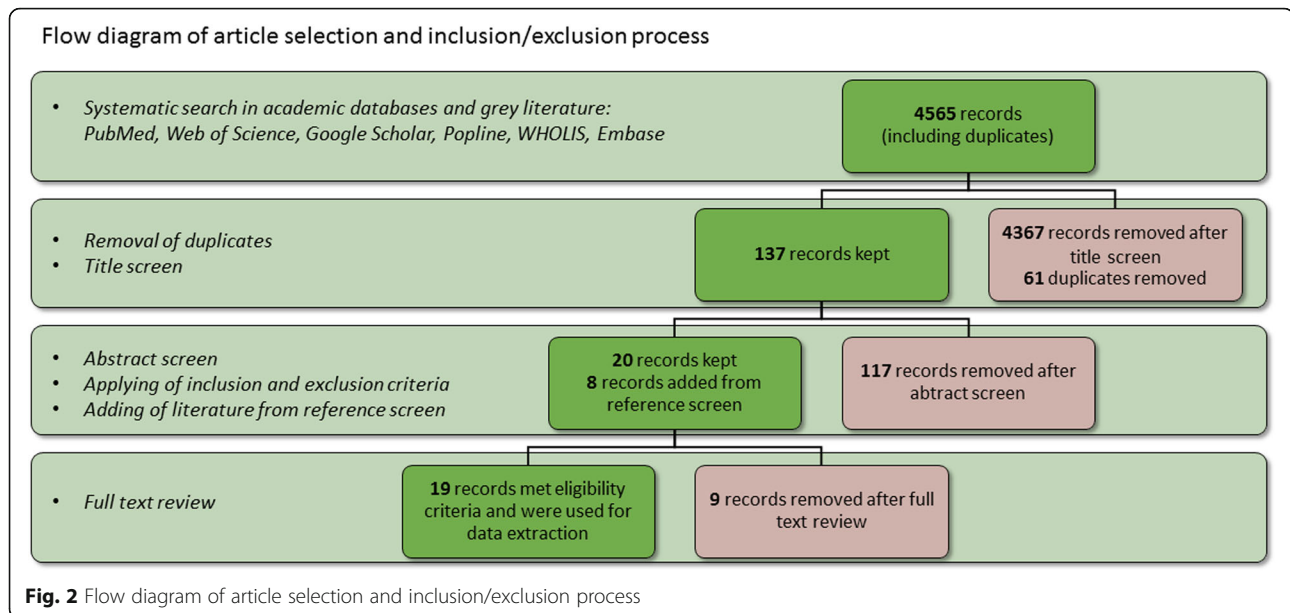 Flow diagram of article selection and inclusion/exclusion process
• Systematic search in academic databases and grey literature:
PubMed, Web of Science, Google Scholar, Popline, WHOLIS, Embase
4565 records
(including duplicates)
• Removal of duplicates
• Title screen
137 records kept
4367 records removed after
title screen
61 duplicates removed
• Abstract screen
• Applying of inclusion and exclusion criteria
• Adding of literature from reference screen
20 records kept
8 records added from
reference screen
117 records removed after
abtract screen
• Full text review
19 records met eligibility
criteria and were used for
data extraction
9 records removed after full
text review
Fig. 2 Flow diagram of article selection and inclusion/exclusion process